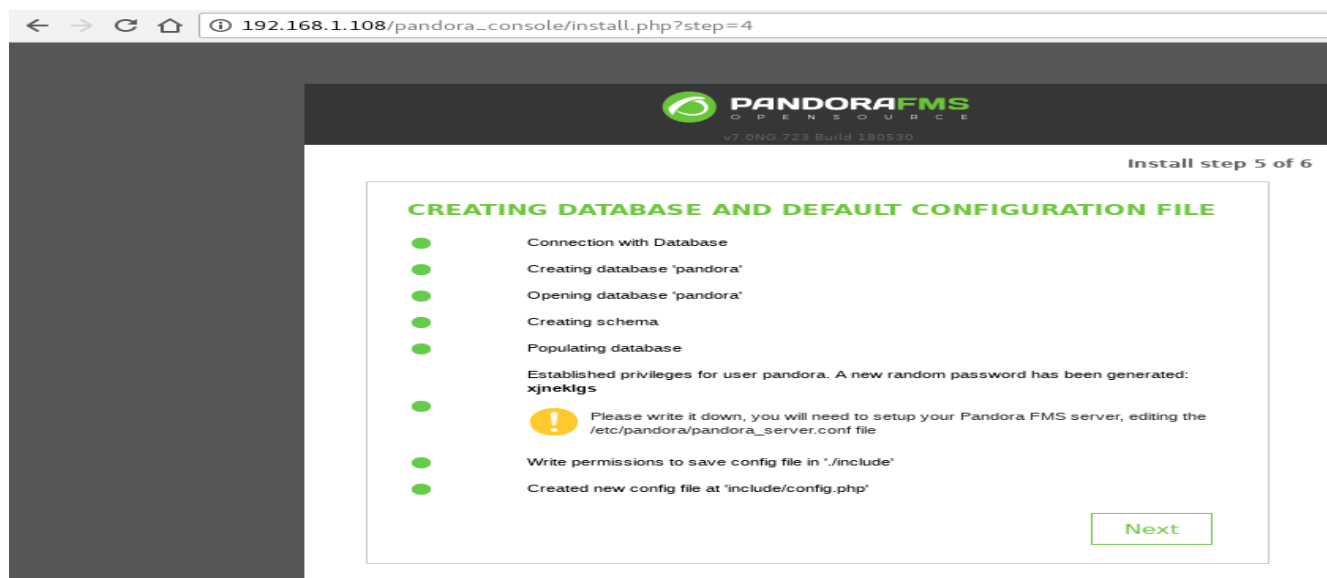 192.168.1.108/pandora_console/install.php?step=4
PANDORAFMS
OPENSOURCE
v7.0NG.723 Build 180530
Install step 5 of 6
CREATING DATABASE AND DEFAULT CONFIGURATION FILE
Connection with Database
Creating database 'pandora'
Opening database 'pandora'
Creating schema
Populating database
Established privileges for user pandora. A new random password has been generated:
xjneklgs
Please write it down, you will need to setup your Pandora FMS server, editing the
/etc/pandora/pandora_server.conf file
Write permissions to save config file in './include'
Created new config file at 'include/config.php'
Next